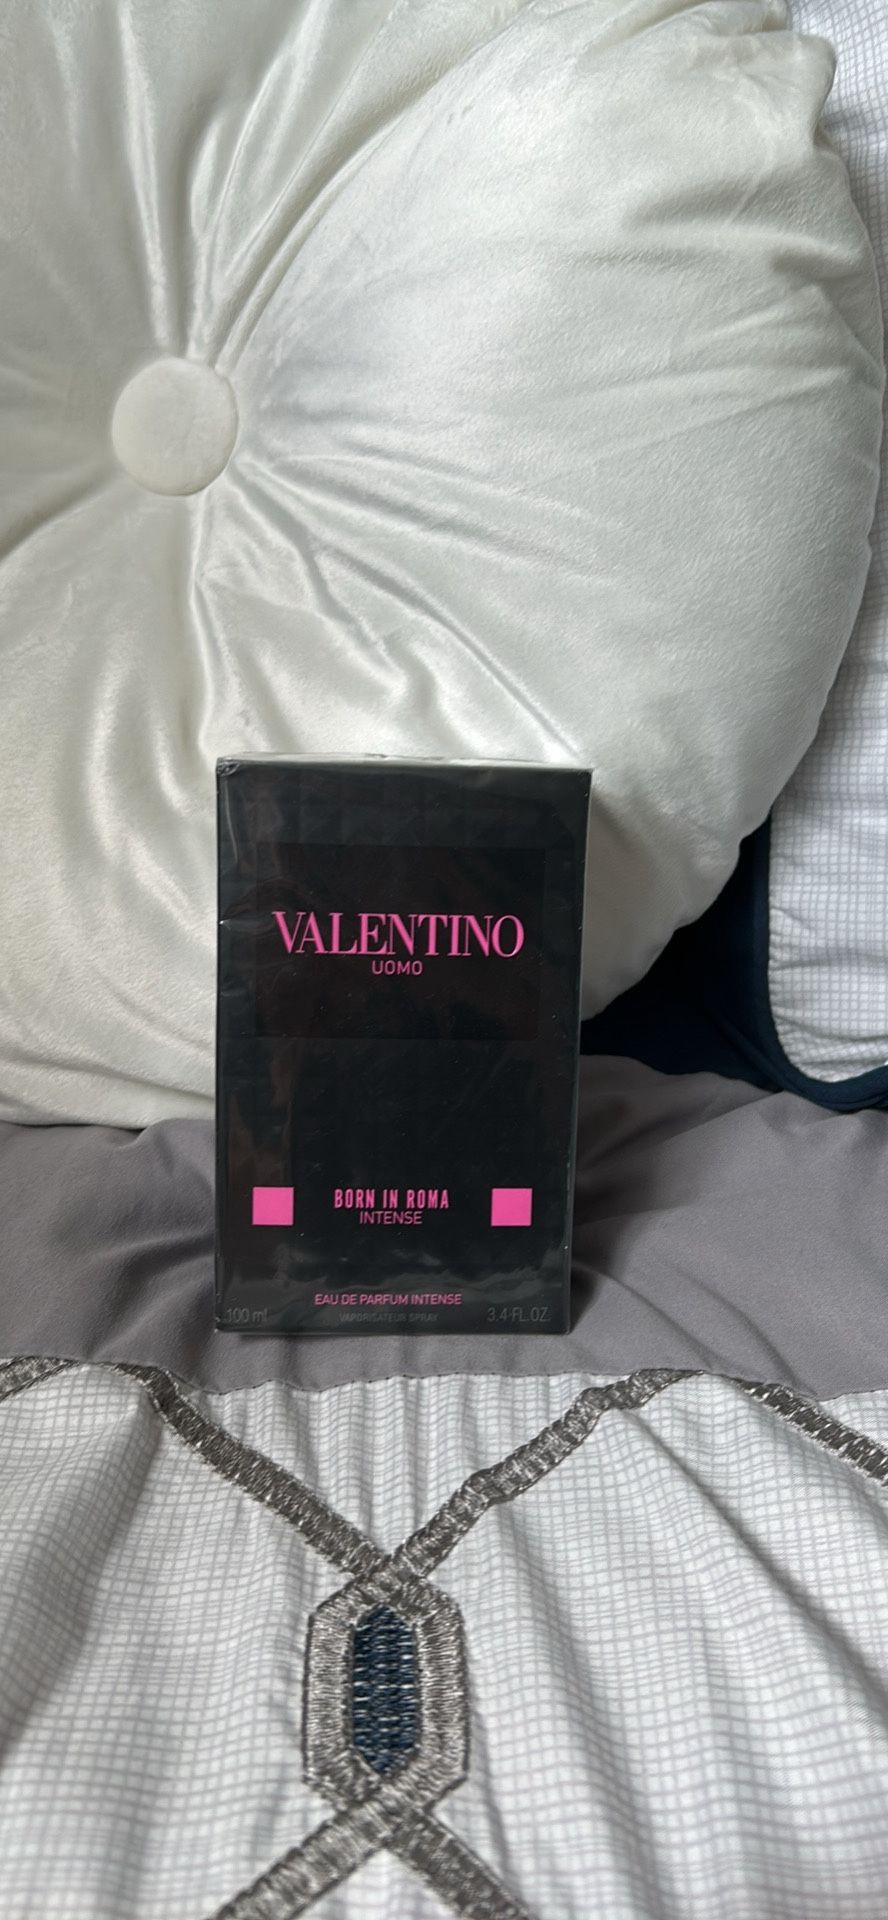 VALENTINO
UOMO
BORN IN ROMA
INTENSE
EAU DE PARFUM INTENSE
100 ml VAPORISATEUR SPRAY 3.4 FL.OZ.